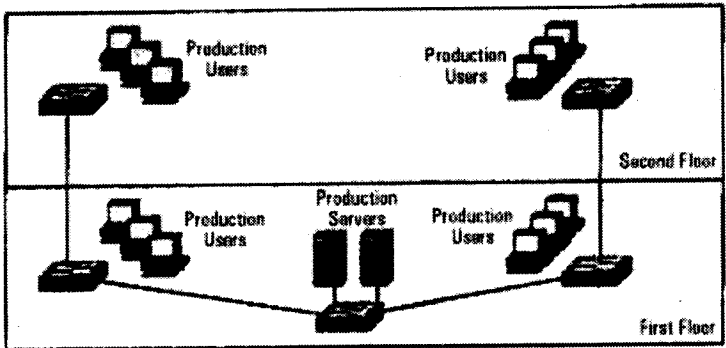 Production
Users
Production
Users
Second Floor
Production
Users
Production
Servers
Production
Users
First Floor